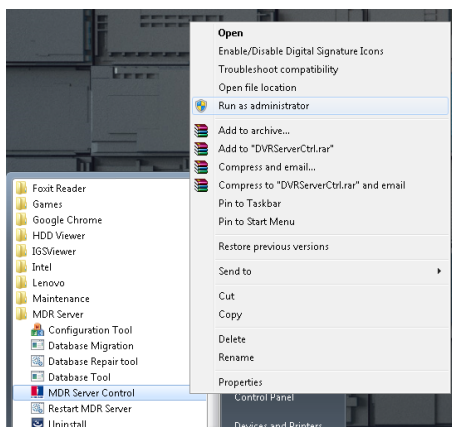 Open
Enable/Disable Digital Signature Icons
Troubleshoot compatibility
Open file location
Run as administrator
Add to archive...
Add to "DVRServerCtrl.rar"
Compress and email...
Compress to "DVRServerCtrl.rar" and email
Pin to Taskbar
Pin to Start Menu
Restore previous versions
Send to
Cut
Copy
Delete
Rename
Properties
Foxit Reader
Games
Google Chrome
HDD Viewer
IGSViewer
Intel
Lenovo
Maintenance
MDR Server
Configuration Tool
Database Migration
Database Repair tool
Database Tool
MDR Server Control
Restart MDR Server
Uninstall
Control Panel
Devices and Printers